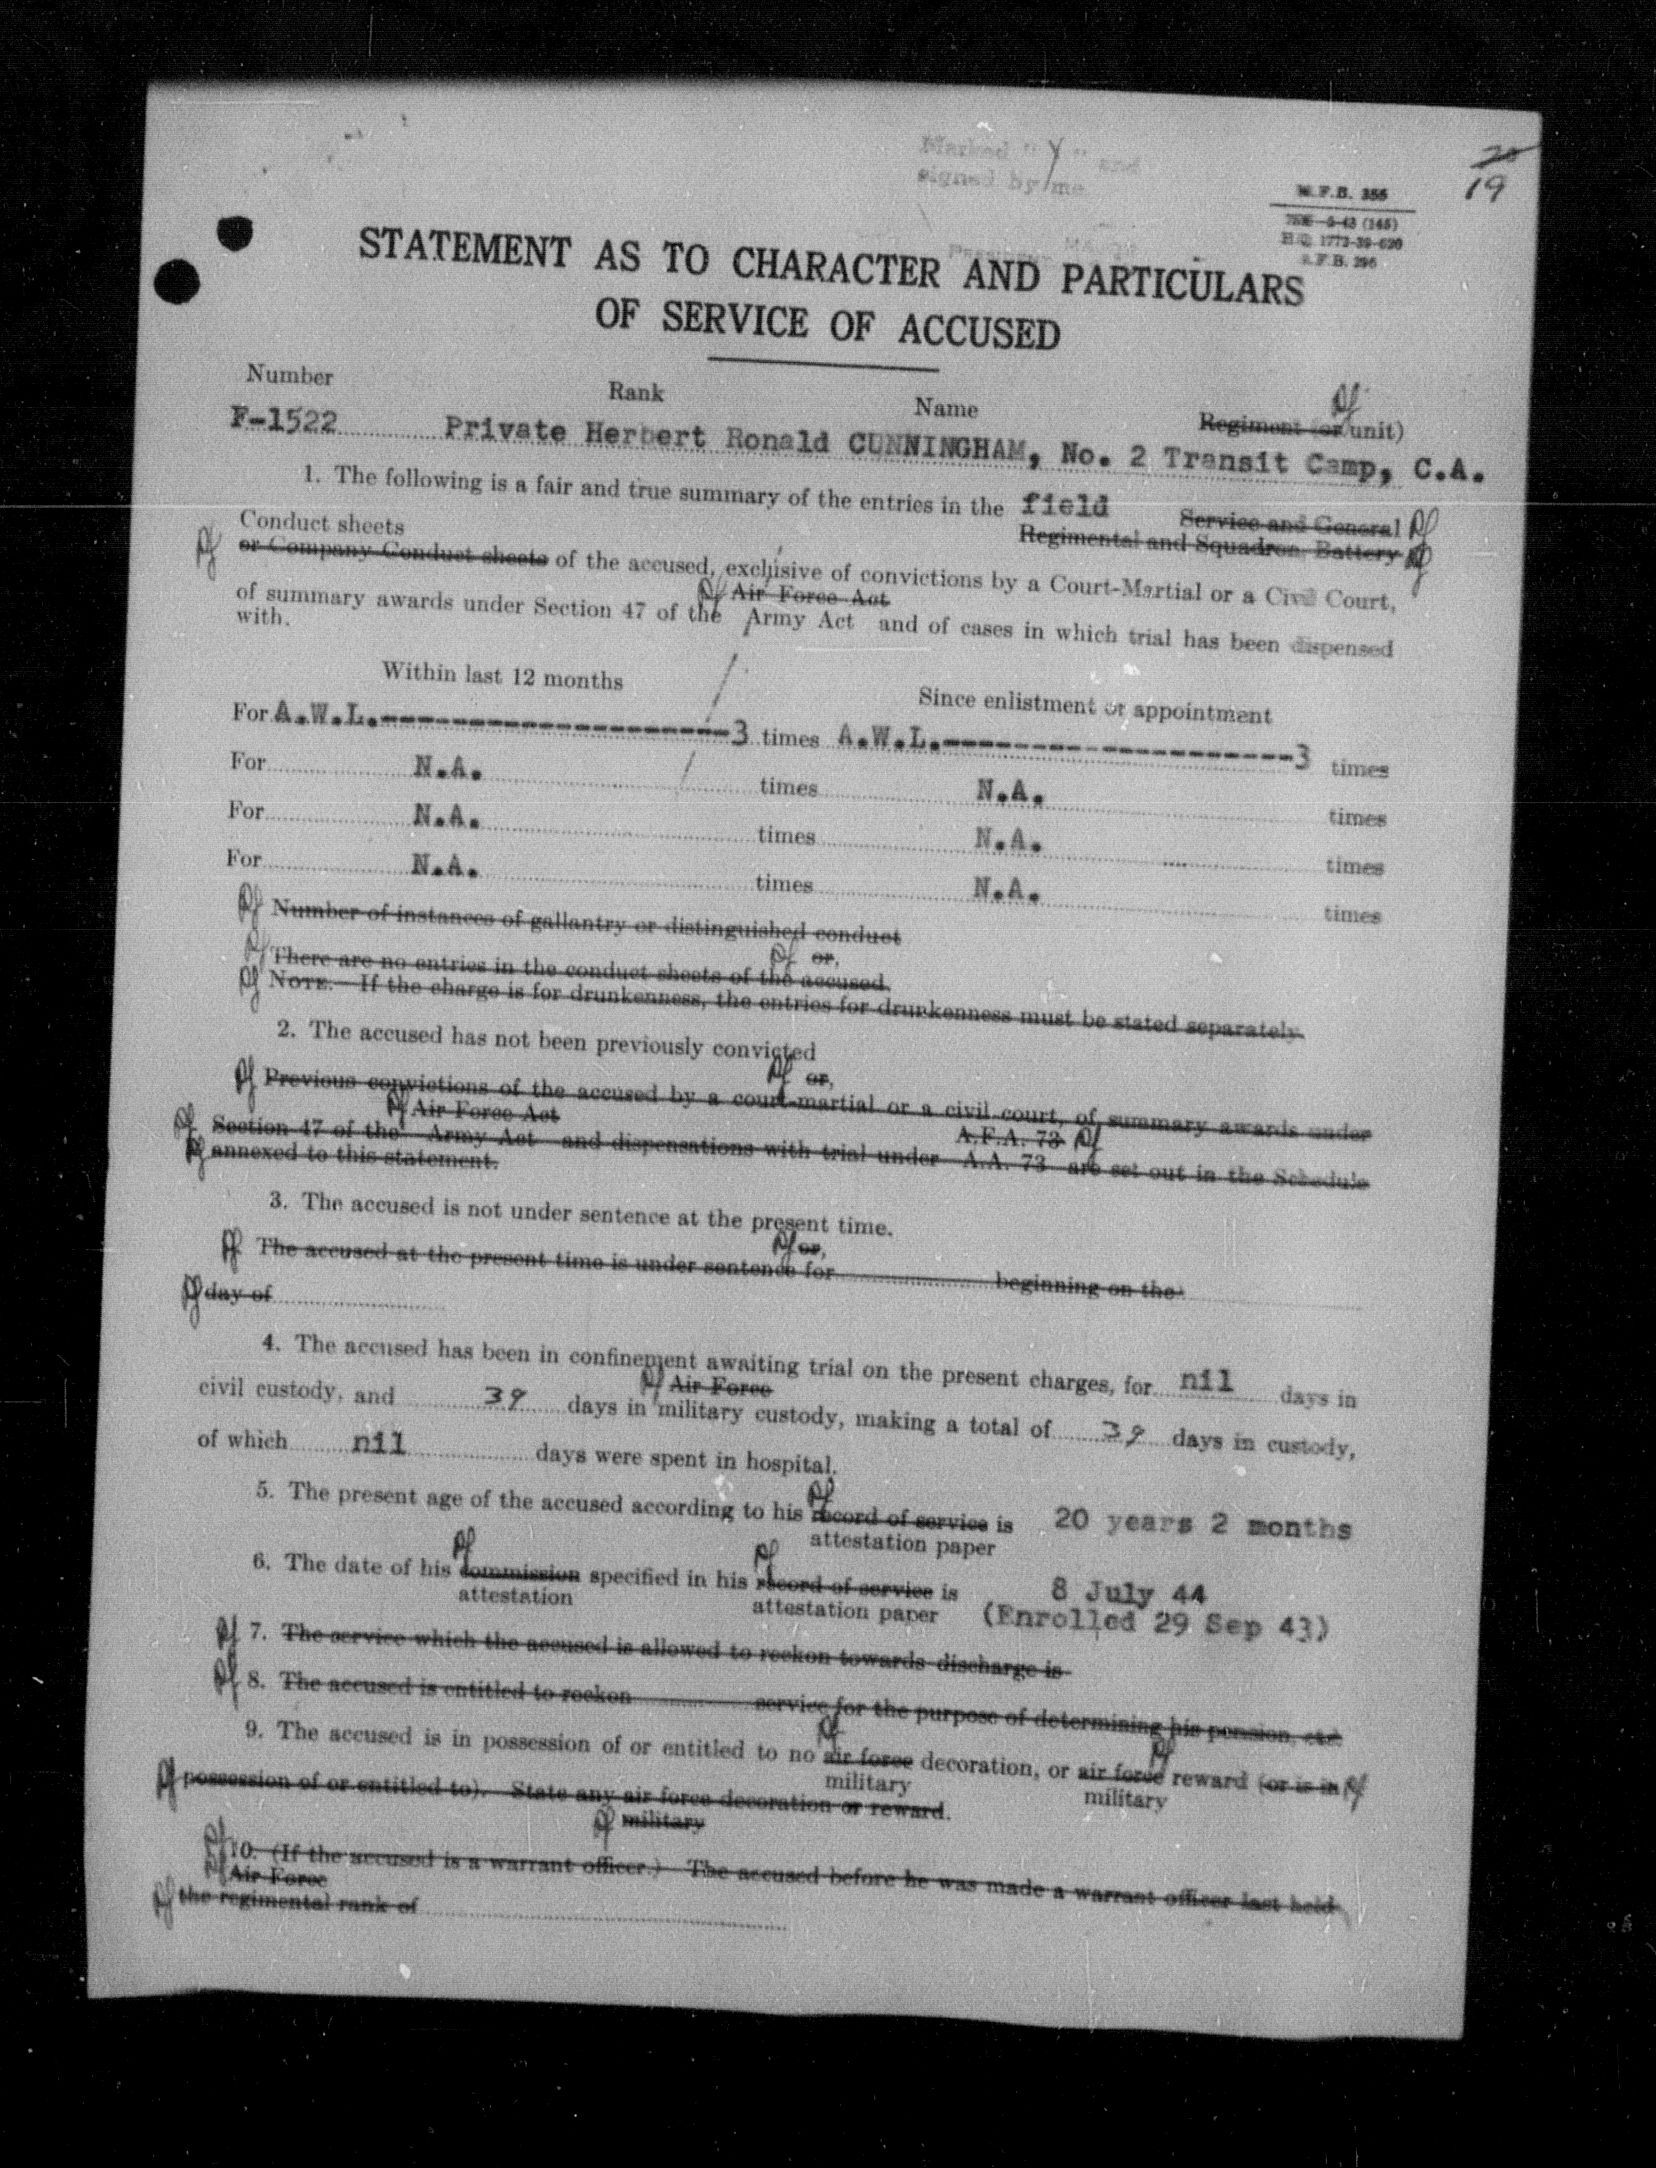 Marked "Y" and
signed by me
20
19
M.F.B. 355
H.Q. 1772-39-620
A.F.B. 296
STATEMENT AS TO CHARACTER AND PARTICULARS
OF SERVICE OF ACCUSED
Number Rank Name Regiment (or unit)
F-1522 Private Herbert Ronald CUNNINGHAM, No. 2 Transit Camp, C.A.
1. The following is a fair and true summary of the entries in the field Service and General
Regimental and Squadron, Battery
Conduct sheets
or Company Conduct sheets of the accused, exclusive of convictions by a Court-Martial or a Civil Court,
Air Force Act
of summary awards under Section 47 of the Army Act and of cases in which trial has been dispensed
with.
Within last 12 months Since enlistment or appointment
For A.W.L.---------------------3 times A.W.L.---------------------3 times
For N.A. times N.A. times
For N.A. times N.A. times
For N.A. times N.A. times
Number of instances of gallantry or distinguished conduct
or,
There are no entries in the conduct sheets of the accused.
NOTE.—If the charge is for drunkenness, the entries for drunkenness must be stated separately.
2. The accused has not been previously convicted
or,
Previous convictions of the accused by a court-martial or a civil court, of summary awards under
Air Force Act A.F.A. 73
Section 47 of the Army Act and dispensations with trial under A.A. 73 are set out in the Schedule
annexed to this statement.
3. The accused is not under sentence at the present time.
or,
The accused at the present time is under sentence for beginning on the
day of
4. The accused has been in confinement awaiting trial on the present charges, for nil days in
Air Force
civil custody, and 39 days in military custody, making a total of 39 days in custody,
of which nil days were spent in hospital.
5. The present age of the accused according to his record of service is 20 years 2 months
attestation paper
6. The date of his commission specified in his record of service is 8 July 44
attestation attestation paper (Enrolled 29 Sep 43)
7. The service which the accused is allowed to reckon towards discharge is
8. The accused is entitled to reckon service for the purpose of determining his pension, etc.
9. The accused is in possession of or entitled to no air force decoration, or air force reward (or is in
military military
possession of or entitled to). State any air force decoration or reward.
military
10. (If the accused is a warrant officer.) The accused before he was made a warrant officer last held
Air Force
the regimental rank of